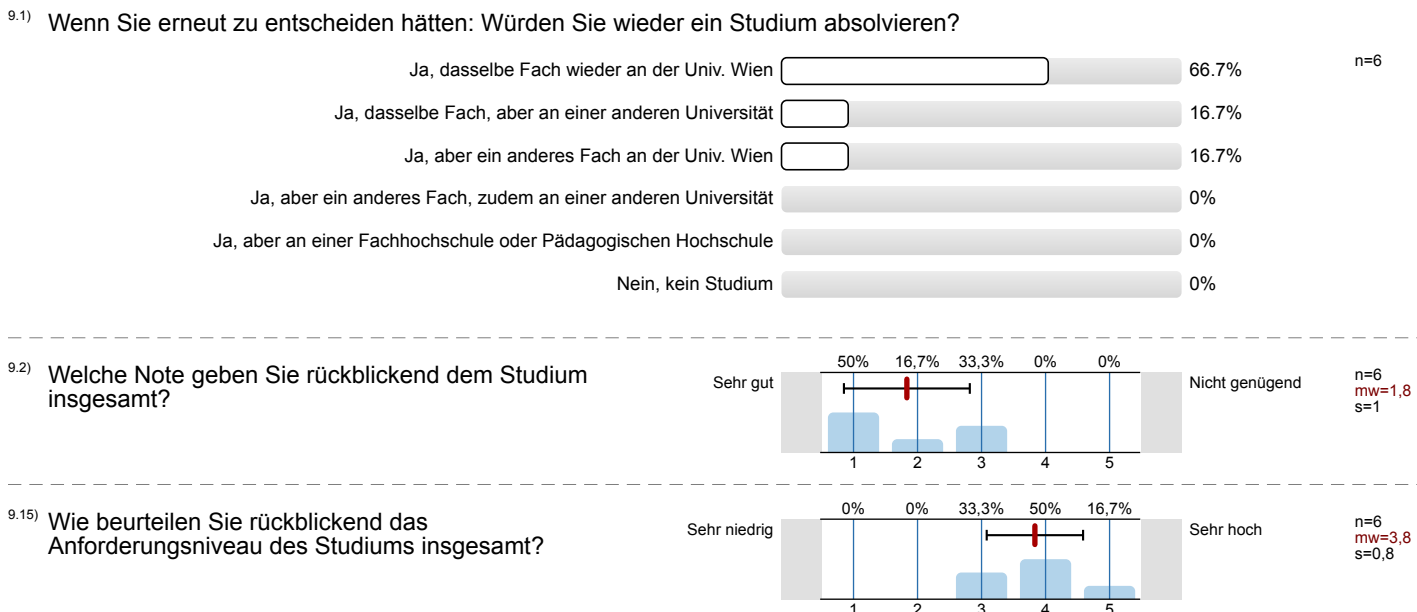 9.1) Wenn Sie erneut zu entscheiden hätten: Würden Sie wieder ein Studium absolvieren?
Ja, dasselbe Fach wieder an der Univ. Wien 66.7% n=6
Ja, dasselbe Fach, aber an einer anderen Universität 16.7%
Ja, aber ein anderes Fach an der Univ. Wien 16.7%
Ja, aber ein anderes Fach, zudem an einer anderen Universität 0%
Ja, aber an einer Fachhochschule oder Pädagogischen Hochschule 0%
Nein, kein Studium 0%
9.2) Welche Note geben Sie rückblickend dem Studium
insgesamt?
50% 16,7% 33,3% 0% 0%
Sehr gut Nicht genügend
n=6
mw=1,8
s=1
1 2 3 4 5
9.15) Wie beurteilen Sie rückblickend das
Anforderungsniveau des Studiums insgesamt?
0% 0% 33,3% 50% 16,7%
Sehr niedrig Sehr hoch
n=6
mw=3,8
s=0,8
1 2 3 4 5